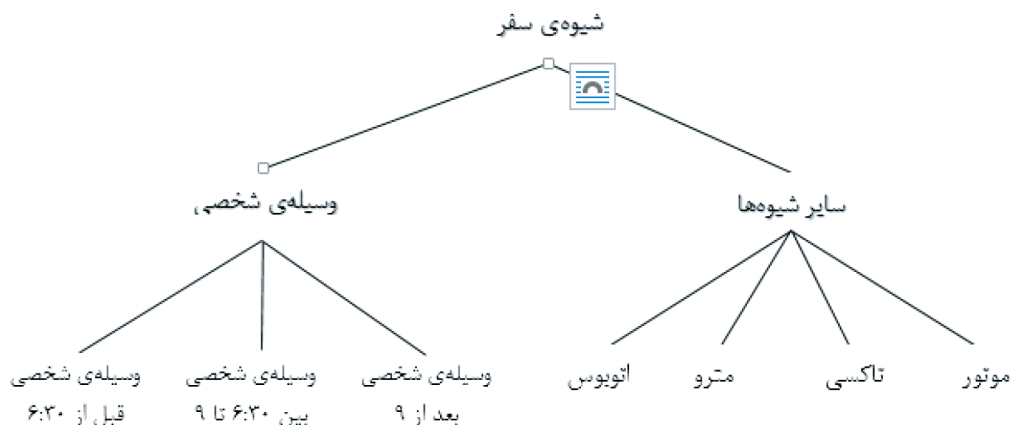 شیوه‌ی سفر
سایر شیوه‌ها
وسیله‌ی شخصی
موتور
تاکسی
مترو
اتوبوس
وسیله‌ی شخصی
بعد از ۹
وسیله‌ی شخصی
بین ۶:۳۰ تا ۹
وسیله‌ی شخصی
قبل از ۶:۳۰